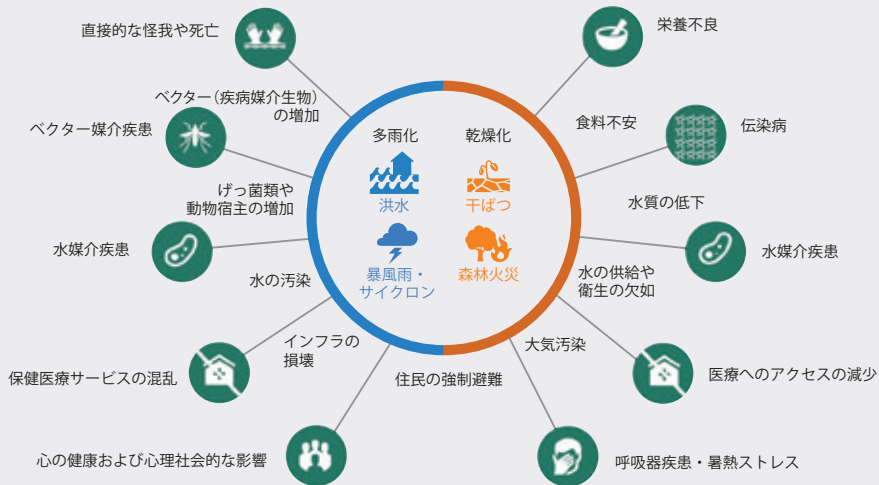 直接的な怪我や死亡
栄養不良
ベクター（疾病媒介生物）
の増加
ベクター媒介疾患
多雨化
乾燥化
食料不安
伝染病
げっ菌類や
動物宿主の増加
洪水
干ばつ
水質の低下
水媒介疾患
水の汚染
暴風雨・
サイクロン
森林火災
水の供給や
衛生の欠如
水媒介疾患
インフラの
損壊
大気汚染
保健医療サービスの混乱
住民の強制避難
医療へのアクセスの減少
心の健康および心理社会的な影響
呼吸器疾患・暑熱ストレス